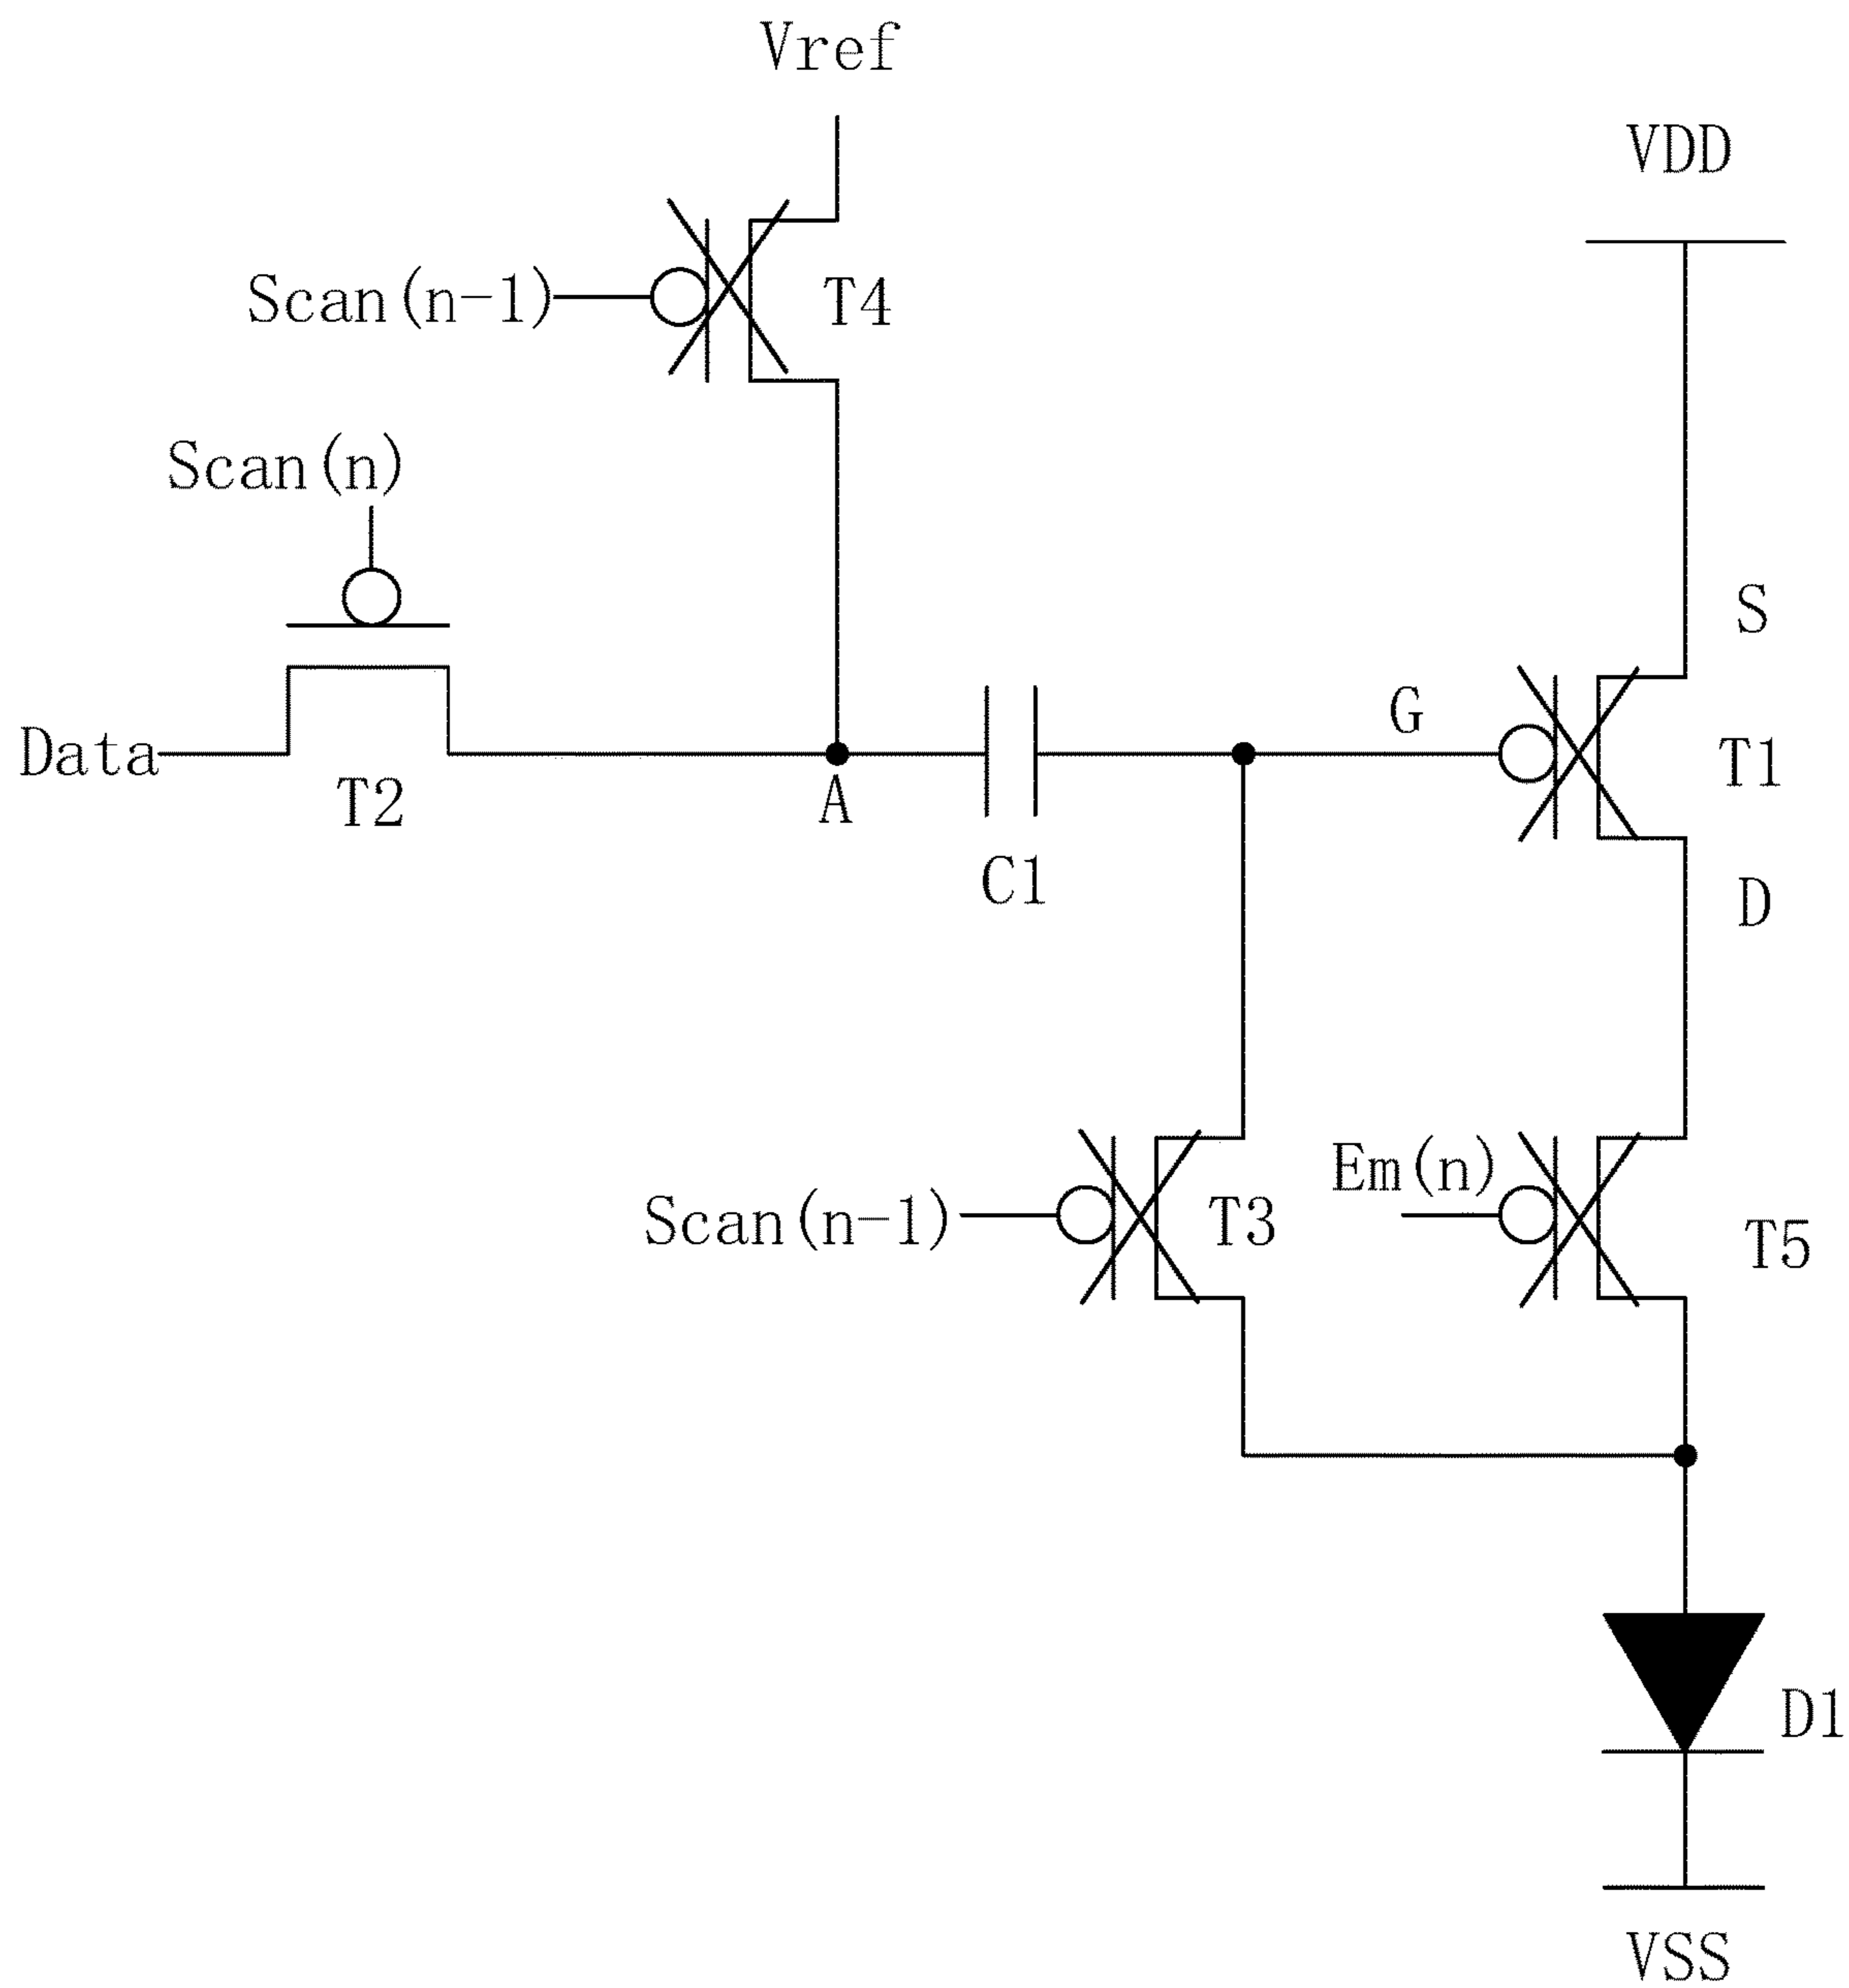 Vref
VDD
Scan(n-1)
T4
Scan(n)
S
G
T1
Data
T2
A
C1
D
Em(n)
Scan(n-1)
T3
T5
D1
VSS